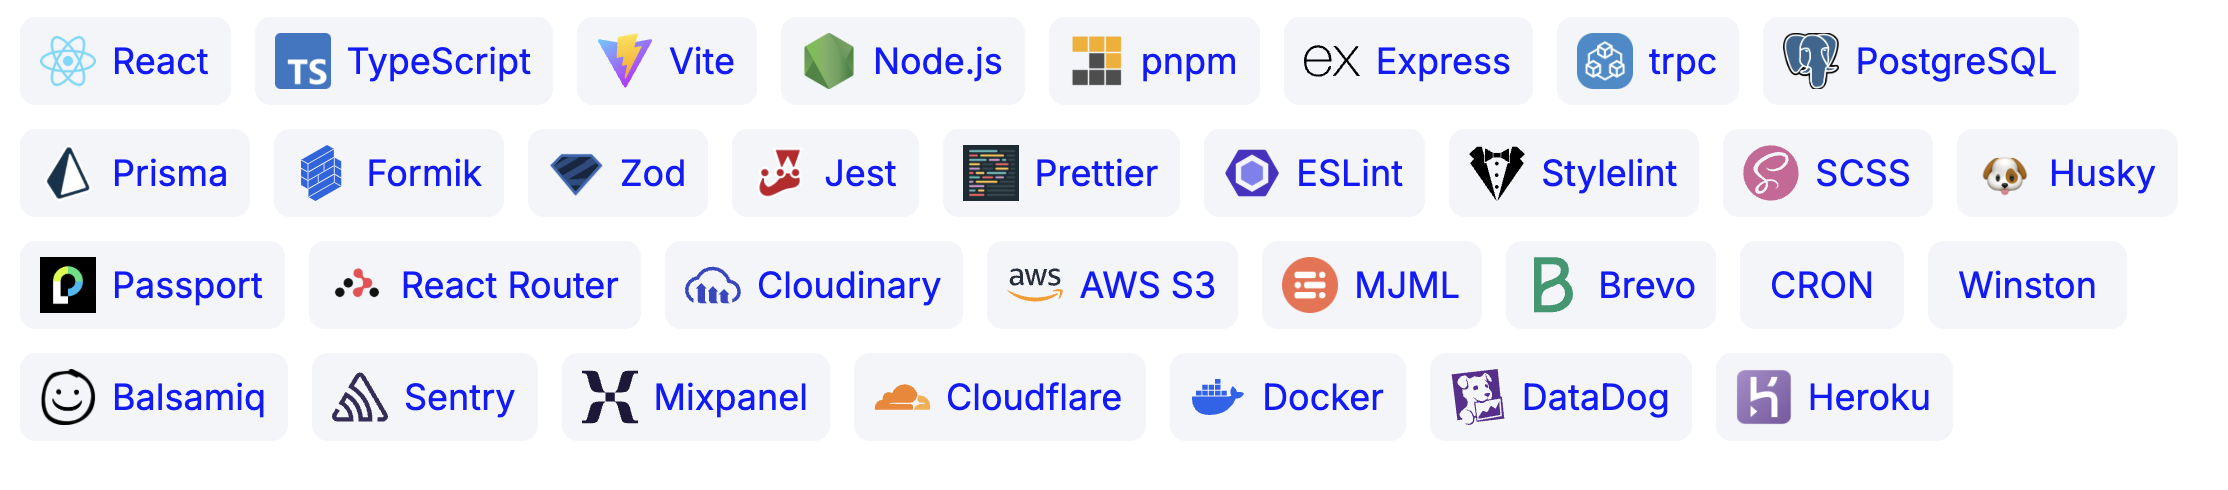 React TS TypeScript Vite Node.js pnpm ex Express trpc PostgreSQL
Prisma Formik Zod Jest Prettier ESLint Stylelint SCSS Husky
Passport React Router Cloudinary aws AWS S3 MJML B Brevo CRON Winston
Balsamiq Sentry Mixpanel Cloudflare Docker DataDog Heroku